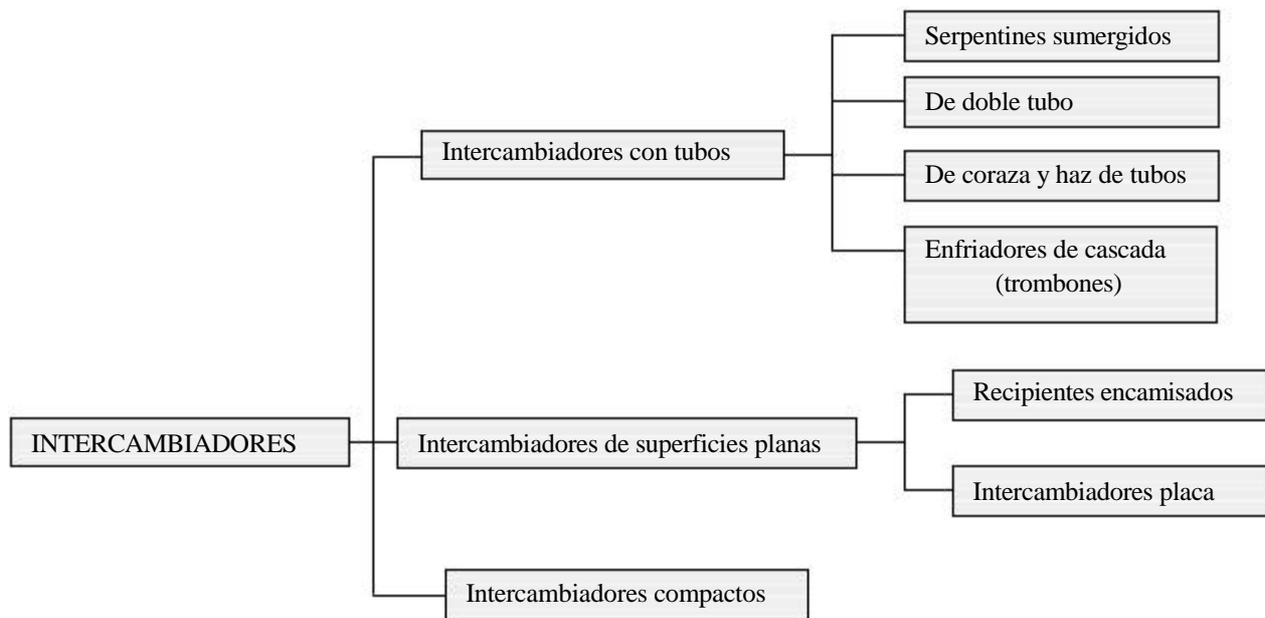 Serpentines sumergidos
De doble tubo
Intercambiadores con tubos
De coraza y haz de tubos
Enfriadores de cascada
(trombones)
Recipientes encamisados
INTERCAMBIADORES
Intercambiadores de superficies planas
Intercambiadores placa
Intercambiadores compactos